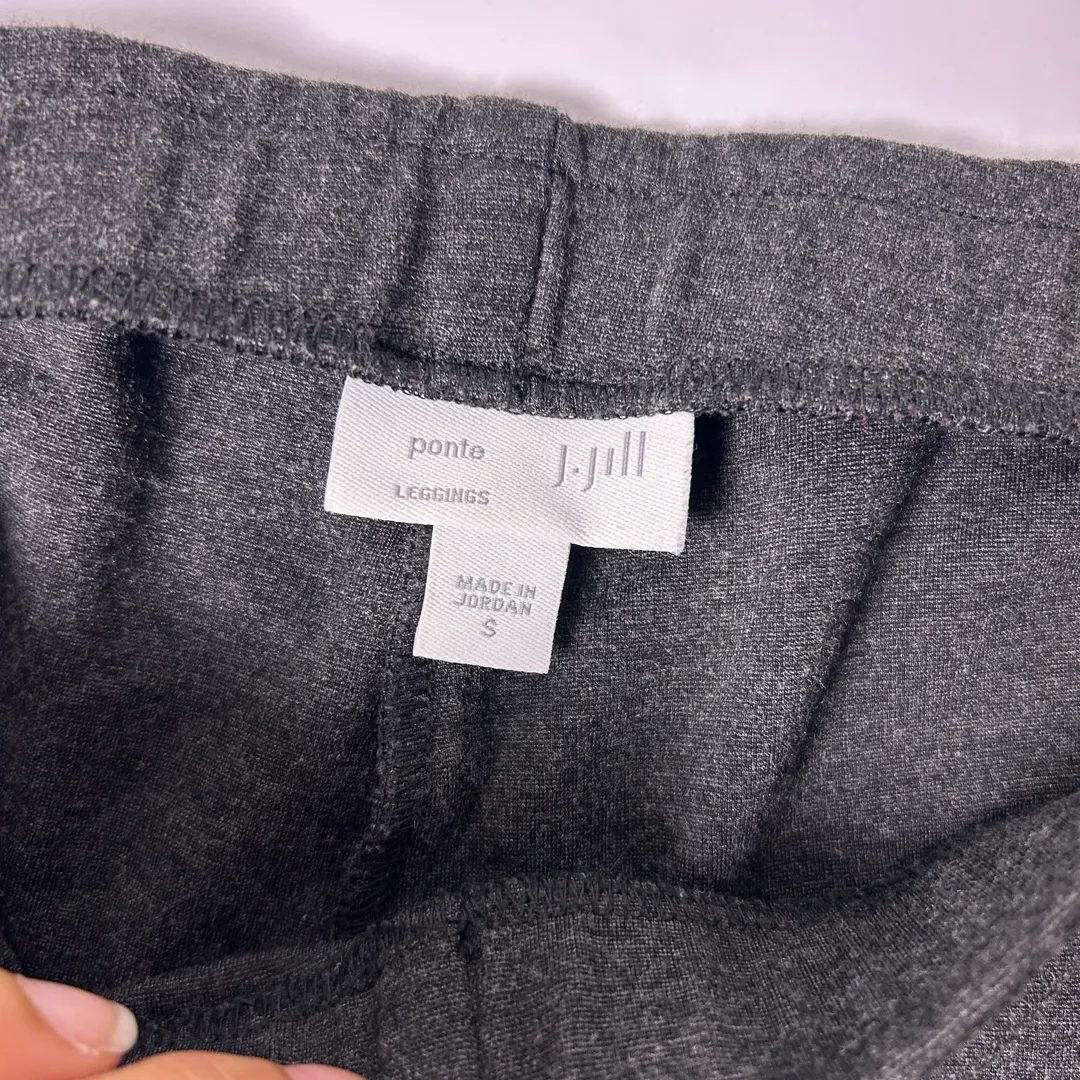 ponte J.Jill
LEGGINGS
MADE IN
JORDAN
S